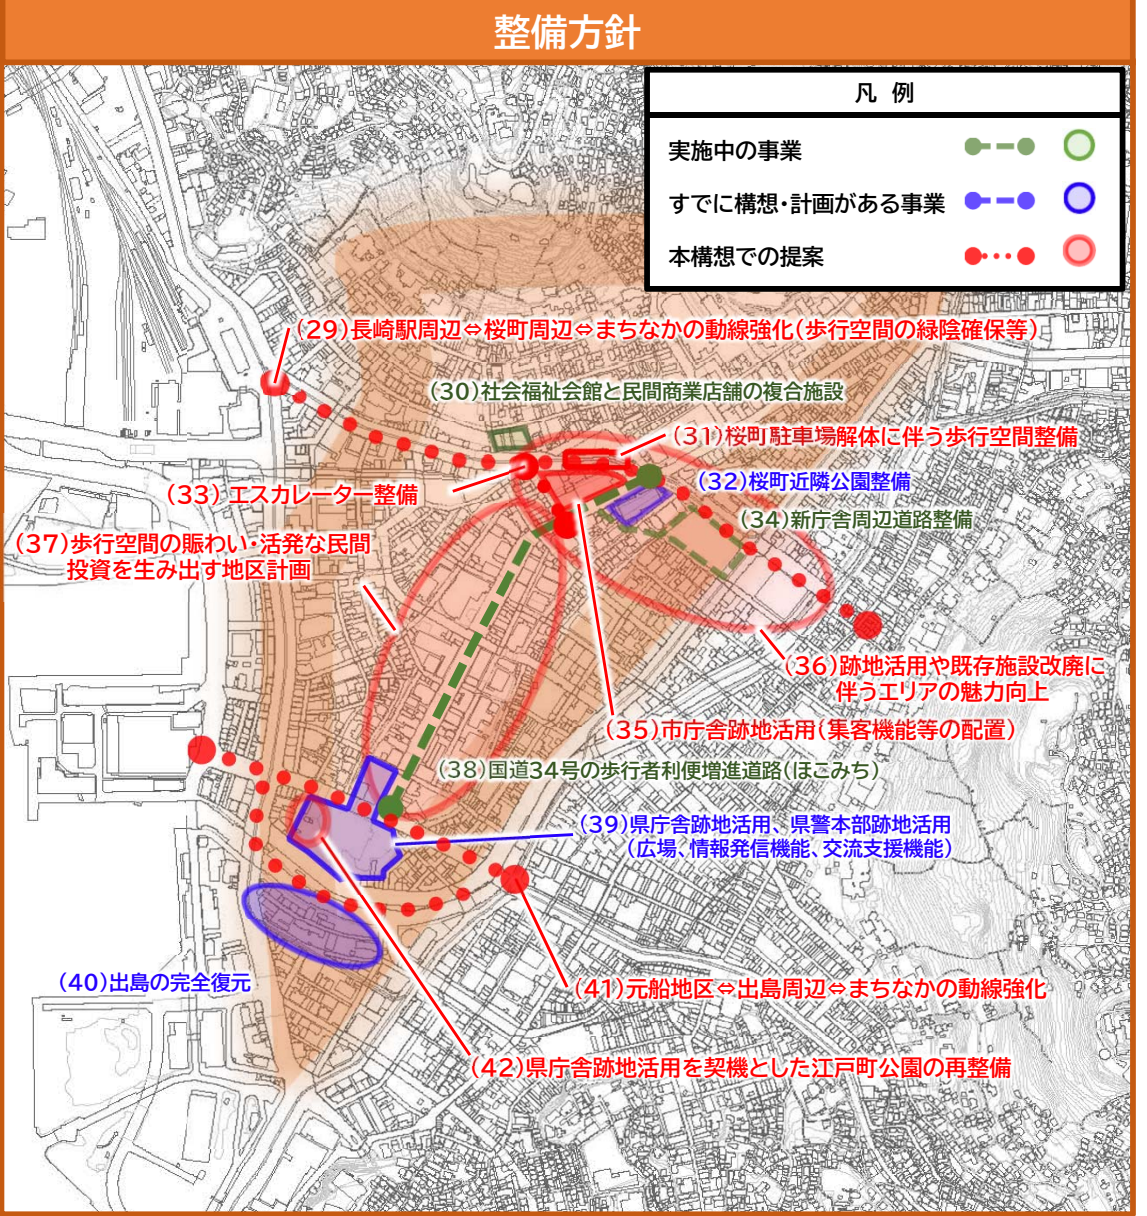 整備方針
凡 例
実施中の事業
すでに構想・計画がある事業
本構想での提案
(29)長崎駅周辺⇔桜町周辺⇔まちなかの動線強化(歩行空間の緑陰確保等)
(30)社会福祉会館と民間商業店舗の複合施設
(31)桜町駐車場解体に伴う歩行空間整備
(32)桜町近隣公園整備
(33)エスカレーター整備
(34)新庁舎周辺道路整備
(37)歩行空間の賑わい・活発な民間
投資を生み出す地区計画
(36)跡地活用や既存施設改廃に
伴うエリアの魅力向上
(35)市庁舎跡地活用(集客機能等の配置)
(38)国道34号の歩行者利便増進道路(ほこみち)
(39)県庁舎跡地活用、県警本部跡地活用
(広場、情報発信機能、交流支援機能)
(40)出島の完全復元
(41)元船地区⇔出島周辺⇔まちなかの動線強化
(42)県庁舎跡地活用を契機とした江戸町公園の再整備